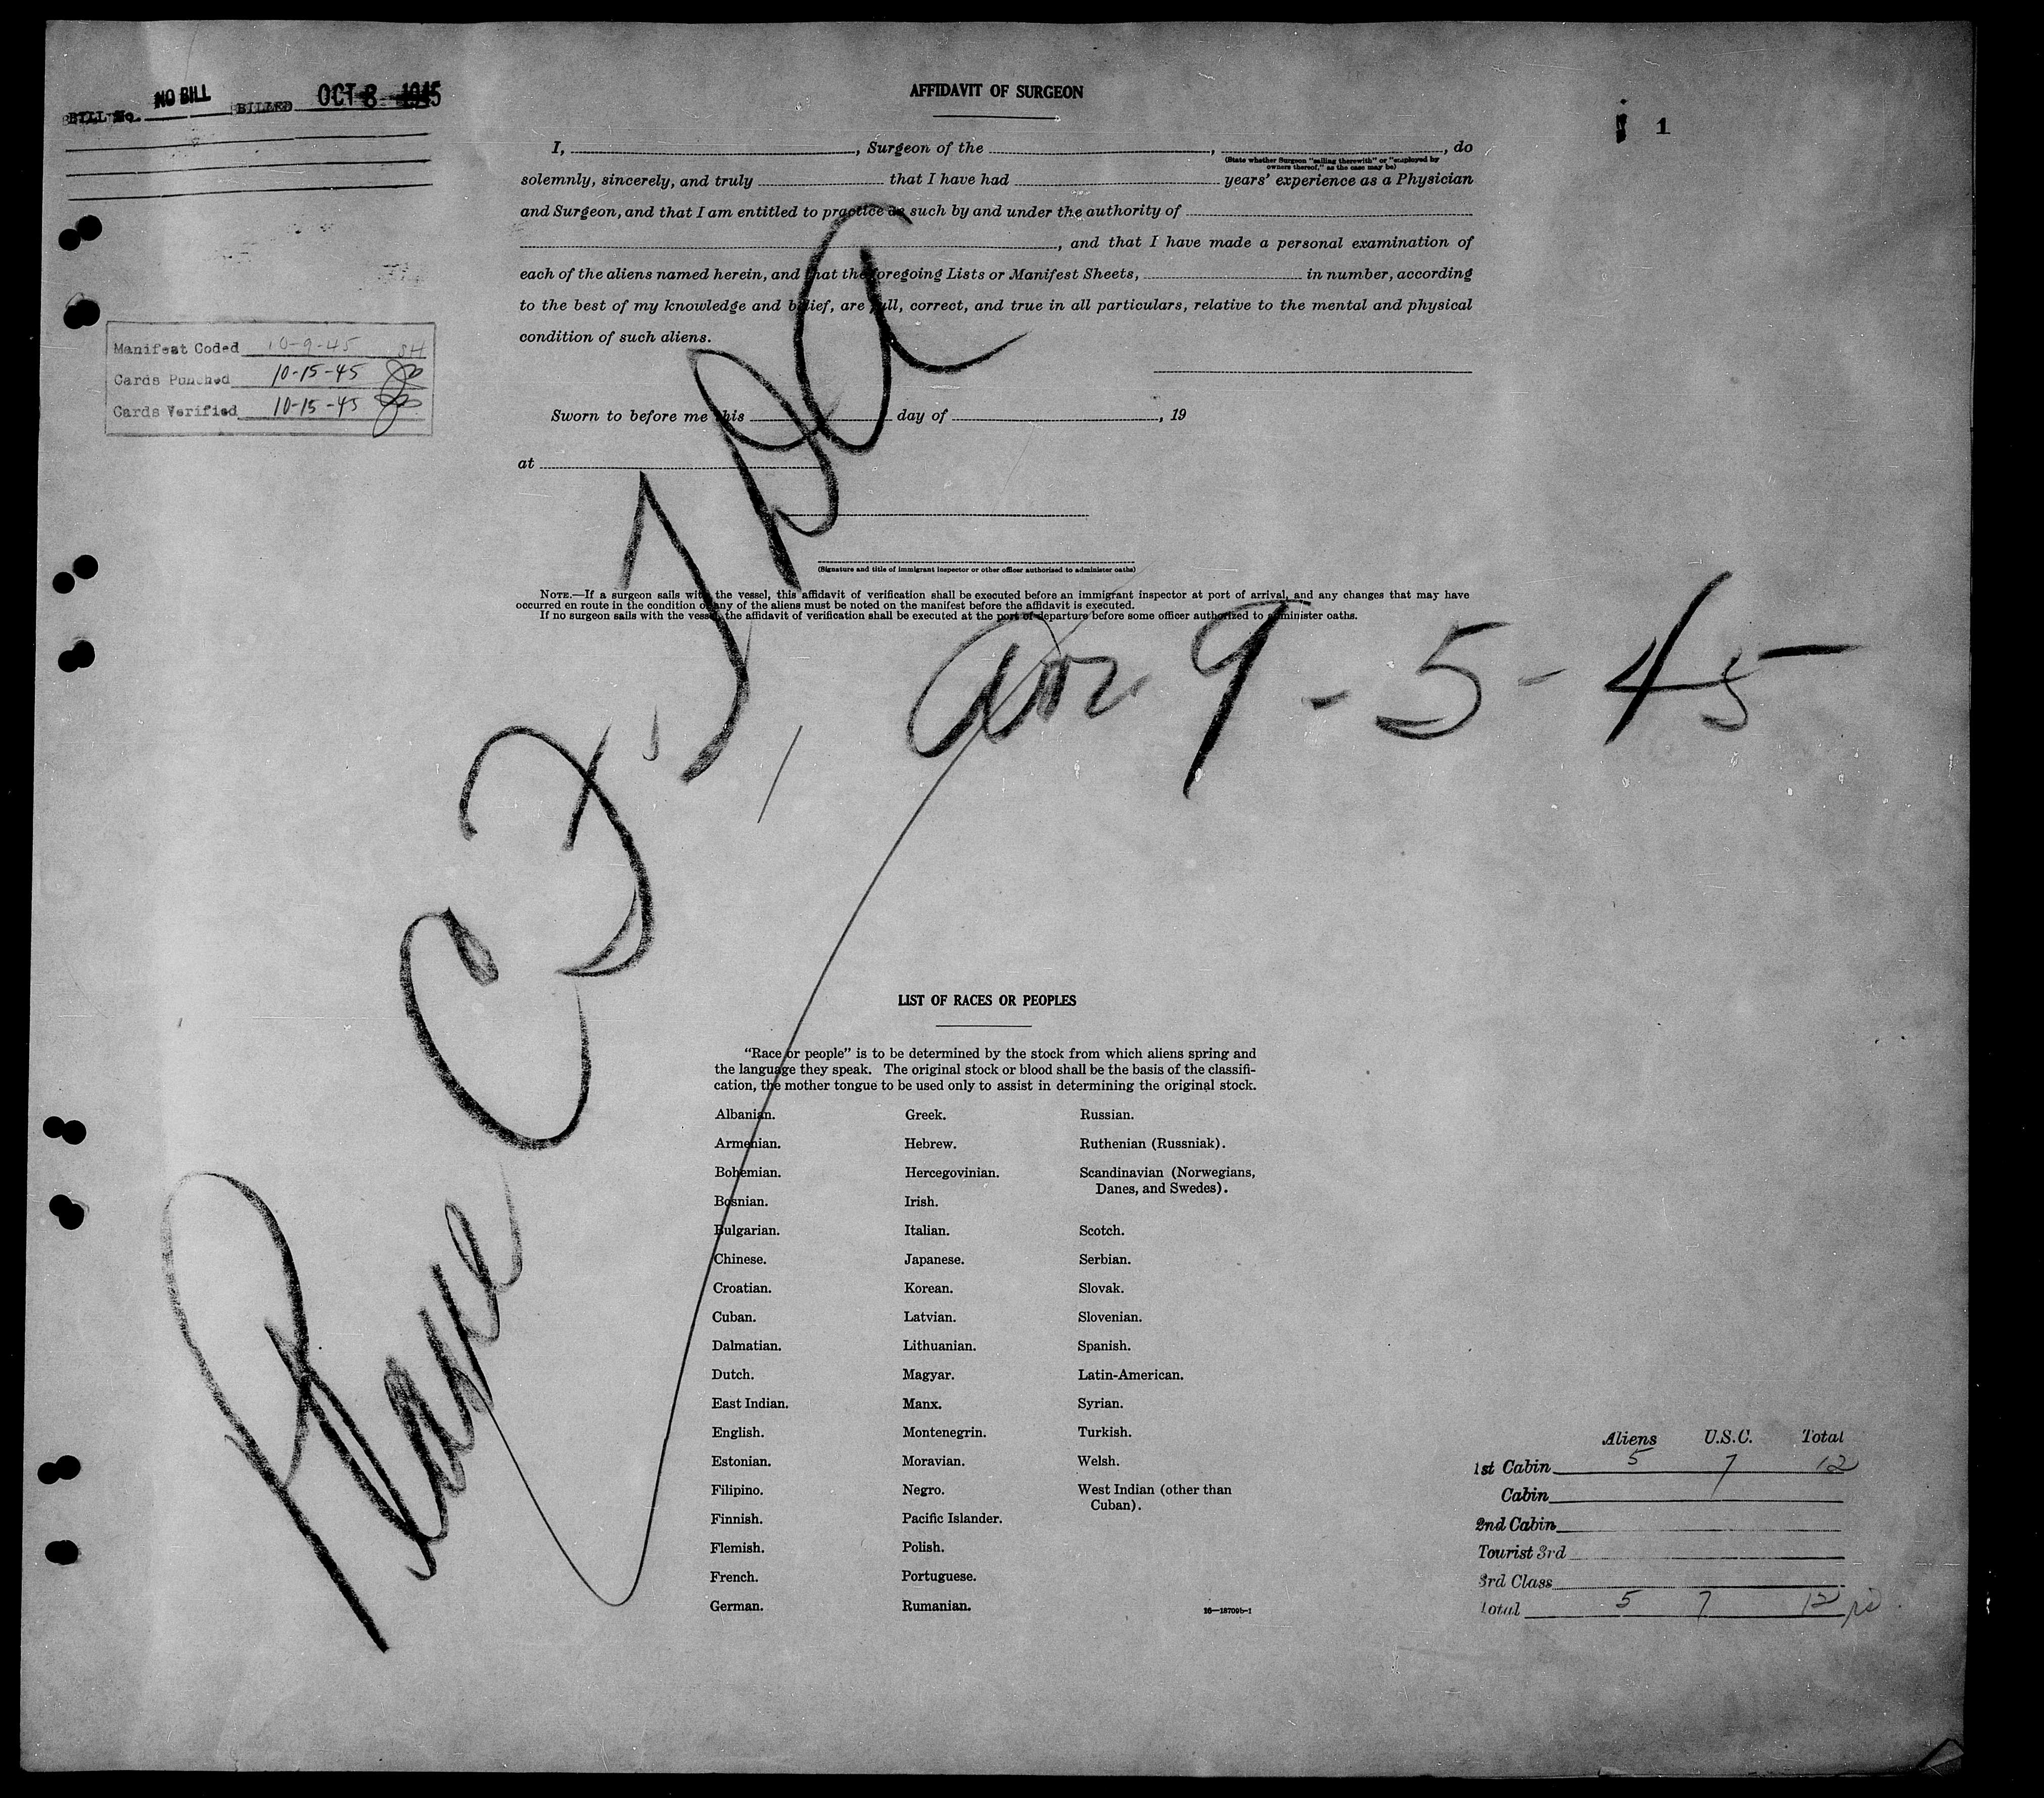 BILL No. NO BILL BILLED OCT 8 1945
Manifest Coded 10-9-45 SH
Cards Punched 10-15-45
Cards Verified 10-15-45
1
AFFIDAVIT OF SURGEON
I, , Surgeon of the , , do
(State whether Surgeon "sailing therewith" or "employed by
owners thereof," as the case may be)
solemnly, sincerely, and truly that I have had years' experience as a Physician
and Surgeon, and that I am entitled to practice as such by and under the authority of
, and that I have made a personal examination of
each of the aliens named herein, and that the foregoing Lists or Manifest Sheets, in number, according
to the best of my knowledge and belief, are full, correct, and true in all particulars, relative to the mental and physical
condition of such aliens.
Sworn to before me this day of , 19
at
(Signature and title of immigrant inspector or other officer authorized to administer oaths)
NOTE.—If a surgeon sails with the vessel, this affidavit of verification shall be executed before an immigrant inspector at port of arrival, and any changes that may have
occurred en route in the condition of any of the aliens must be noted on the manifest before the affidavit is executed.
If no surgeon sails with the vessel, the affidavit of verification shall be executed at the port of departure before some officer authorized to administer oaths.
Plane
arr 9-5-45
LIST OF RACES OR PEOPLES
"Race or people" is to be determined by the stock from which aliens spring and
the language they speak. The original stock or blood shall be the basis of the classifi-
cation, the mother tongue to be used only to assist in determining the original stock.
Albanian.
Armenian.
Bohemian.
Bosnian.
Bulgarian.
Chinese.
Croatian.
Cuban.
Dalmatian.
Dutch.
East Indian.
English.
Estonian.
Filipino.
Finnish.
Flemish.
French.
German.
Greek.
Hebrew.
Hercegovinian.
Irish.
Italian.
Japanese.
Korean.
Latvian.
Lithuanian.
Magyar.
Manx.
Montenegrin.
Moravian.
Negro.
Pacific Islander.
Polish.
Portuguese.
Rumanian.
Russian.
Ruthenian (Russniak).
Scandinavian (Norwegians,
Danes, and Swedes).
Scotch.
Serbian.
Slovak.
Slovenian.
Spanish.
Latin-American.
Syrian.
Turkish.
Welsh.
West Indian (other than
Cuban).
16—18709b-1
Aliens U.S.C. Total
1st Cabin 5 7 12
Cabin
2nd Cabin
Tourist 3rd
3rd Class
Total 5 7 12